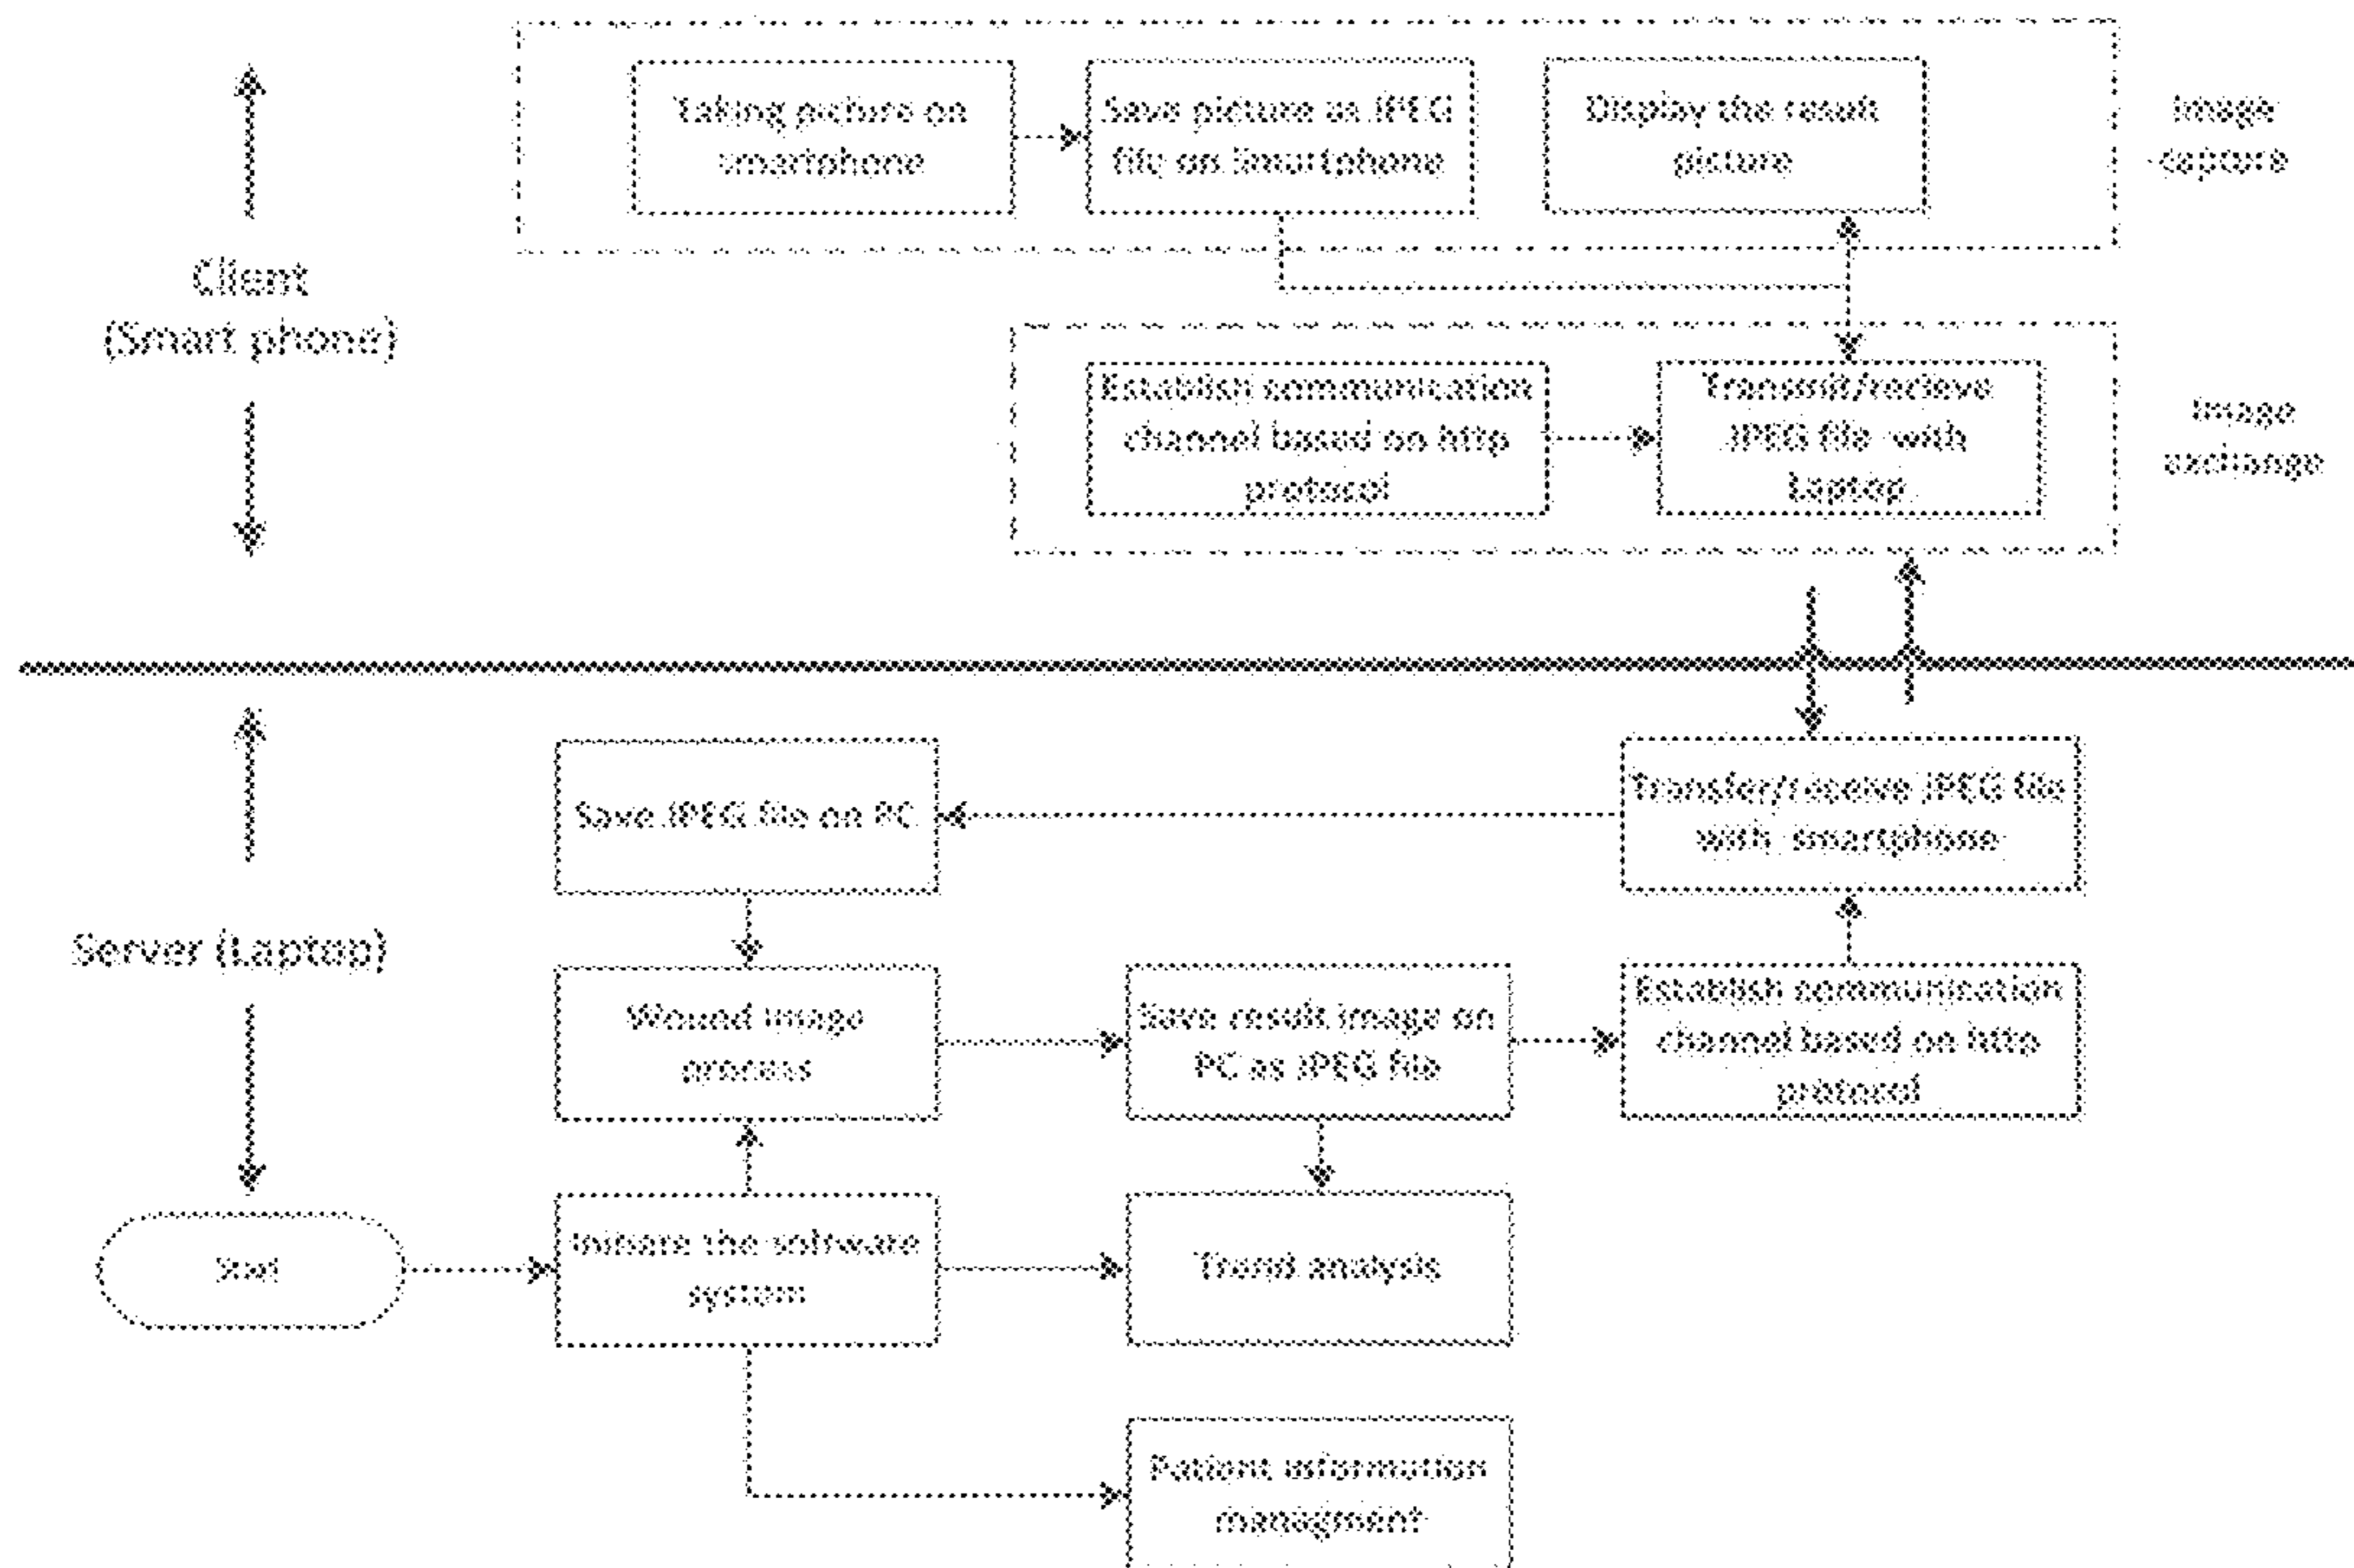 Taking picture on
smartphone
Save picture as JPEG
file on Smartphone
Display the result
picture
Image
capture
Client
(Smart phone)
Establish communication
channel based on http
protocol
Transmit/recieve
JPEG file with
Laptop
Image
exchange
Save JPEG file on PC
Transfer/receive JPEG file
with smartphone
Server (Laptop)
Wound image
process
Save result image on
PC as JPEG file
Establish communication
channel based on http
protocol
Start
Initiate the software
system
Trend analysis
Patient information
managment